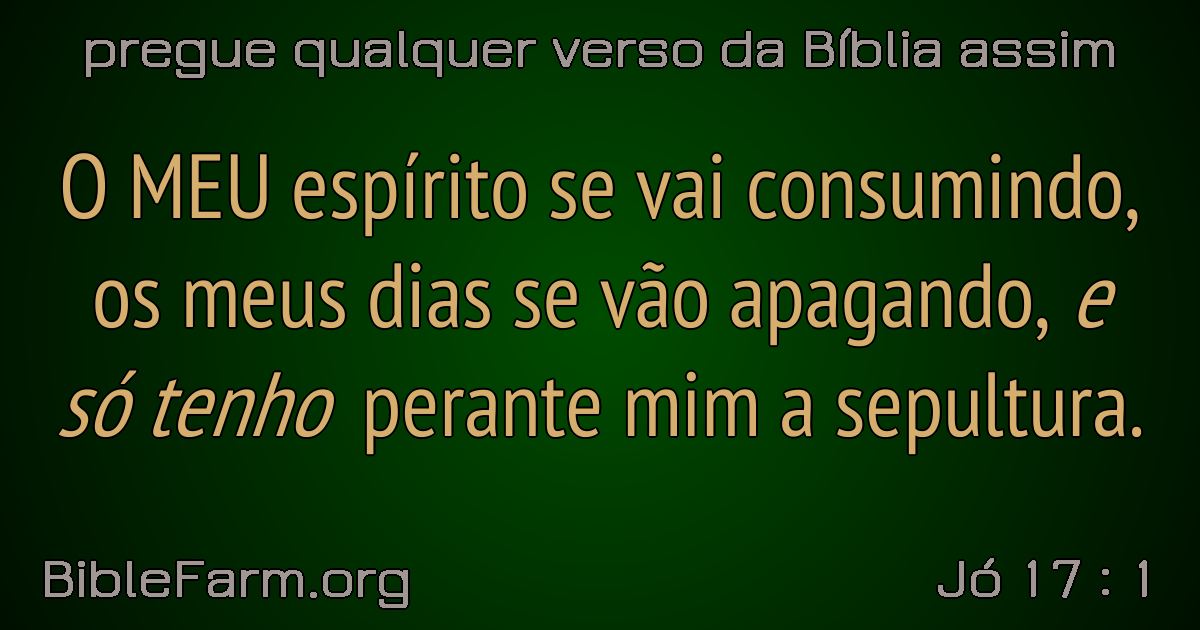 pregue qualquer verso da Bíblia assim
O MEU espírito se vai consumindo,
os meus dias se vão apagando, e
só tenho perante mim a sepultura.
BibleFarm.org
Jó 17 : 1